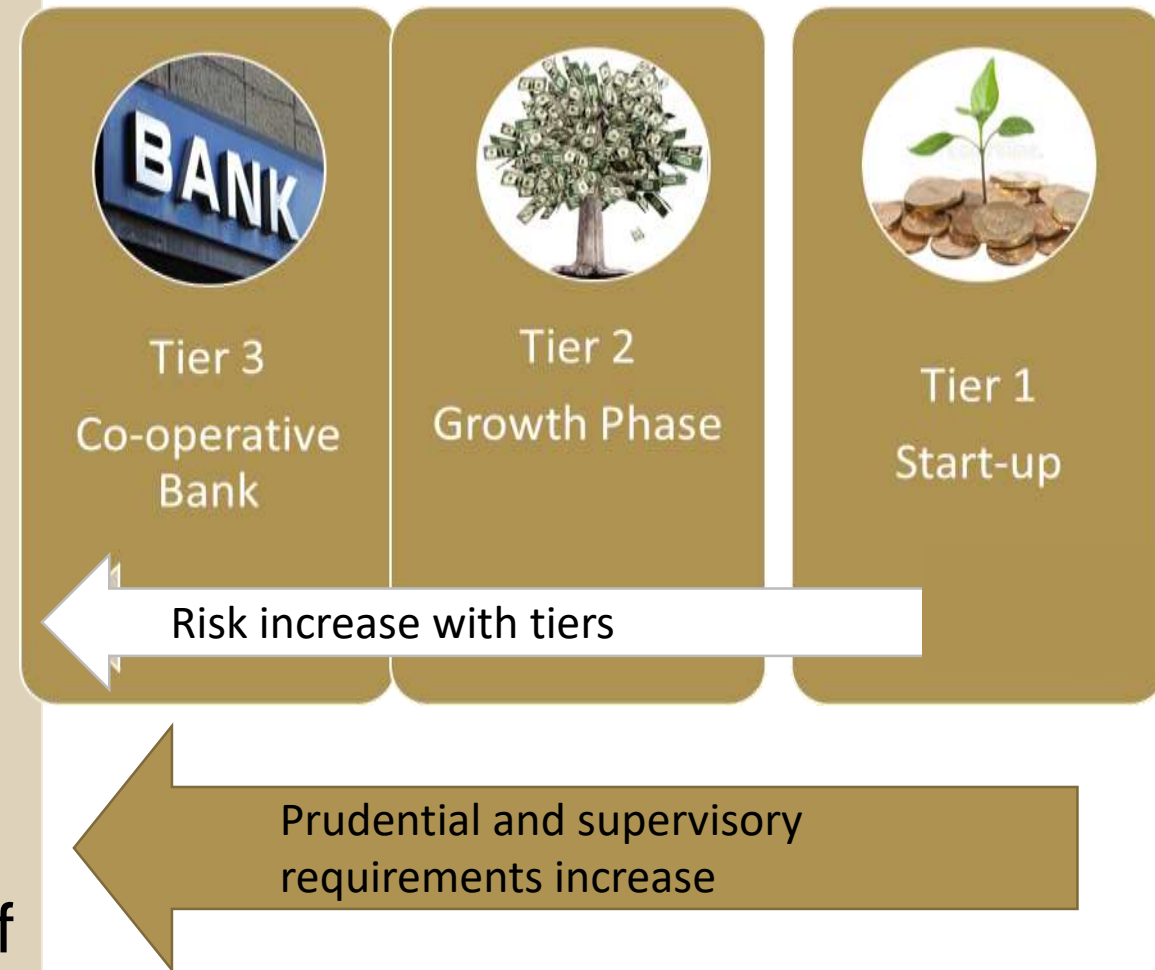 BANK
Tier 3
Co-operative
Bank
Tier 2
Growth Phase
Tier 1
Start-up
Risk increase with tiers
Prudential and supervisory
requirements increase
f